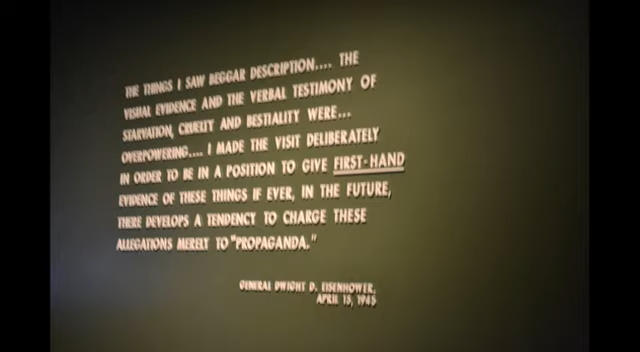 THE THINGS I SAW BEGGAR DESCRIPTION.... THE
VISUAL EVIDENCE AND THE VERBAL TESTIMONY OF
STARVATION, CRUELTY AND BESTIALITY WERE...
OVERPOWERING.... I MADE THE VISIT DELIBERATELY
IN ORDER TO BE IN A POSITION TO GIVE FIRST-HAND
EVIDENCE OF THESE THINGS IF EVER, IN THE FUTURE,
THERE DEVELOPS A TENDENCY TO CHARGE THESE
ALLEGATIONS MERELY TO "PROPAGANDA."
GENERAL DWIGHT D. EISENHOWER,
APRIL 15, 1945